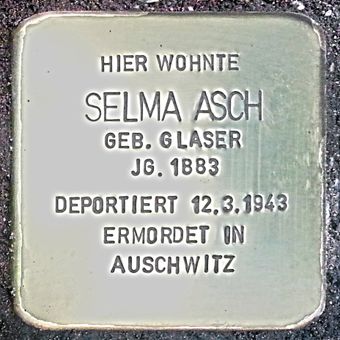 HIER WOHNTE
SELMA ASCH
GEB. GLASER
JG. 1883
DEPORTIERT 12.3.1943
ERMORDET IN
AUSCHWITZ